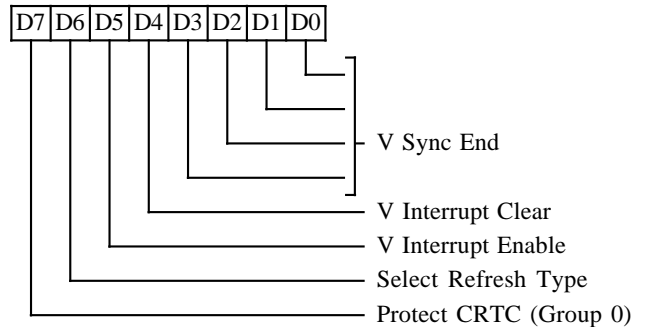 D7 D6 D5 D4 D3 D2 D1 D0
V Sync End
V Interrupt Clear
V Interrupt Enable
Select Refresh Type
Protect CRTC (Group 0)